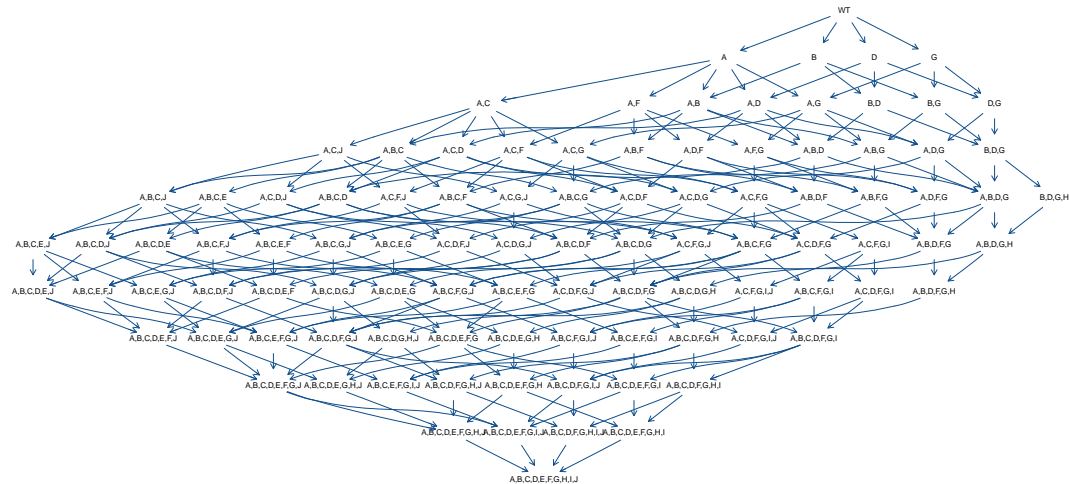 WT
A B D G
A,C A,F A,B A,D A,G B,D B,G D,G
A,C,J A,B,C A,C,D A,C,F A,C,G A,B,F A,D,F A,F,G A,B,D A,B,G A,D,G B,D,G
A,B,C,J A,B,C,E A,C,D,J A,B,C,D A,C,F,J A,B,C,F A,C,G,J A,B,C,G A,C,D,F A,C,D,G A,C,F,G A,B,D,F A,B,F,G A,D,F,G A,B,D,G B,D,G,H
A,B,C,E,J A,B,C,D,J A,B,C,D,E A,B,C,F,J A,B,C,E,F A,B,C,G,J A,B,C,E,G A,C,D,F,J A,C,D,G,J A,B,C,D,F A,B,C,D,G A,C,F,G,J A,B,C,F,G A,C,D,F,G A,C,F,G,I A,B,D,F,G A,B,D,G,H
A,B,C,D,E,J A,B,C,E,F,J A,B,C,E,G,J A,B,C,D,F,J A,B,C,D,E,F A,B,C,D,G,J A,B,C,D,E,G A,B,C,F,G,J A,B,C,E,F,G A,C,D,F,G,J A,B,C,D,F,G A,B,C,D,G,H A,C,F,G,I,J A,B,C,F,G,I A,C,D,F,G,I A,B,D,F,G,H
A,B,C,D,E,F,J A,B,C,D,E,G,J A,B,C,E,F,G,J A,B,C,D,F,G,J A,B,C,D,G,H,J A,B,C,D,E,F,G A,B,C,D,E,G,H A,B,C,F,G,I,J A,B,C,E,F,G,I A,B,C,D,F,G,H A,C,D,F,G,I,J A,B,C,D,F,G,I
A,B,C,D,E,F,G,J A,B,C,D,E,G,H,J A,B,C,E,F,G,I,J A,B,C,D,F,G,H,J A,B,C,D,E,F,G,H A,B,C,D,F,G,I,J A,B,C,D,E,F,G,I A,B,C,D,F,G,H,I
A,B,C,D,E,F,G,H,J A,B,C,D,E,F,G,I,J A,B,C,D,F,G,H,I,J A,B,C,D,E,F,G,H,I
A,B,C,D,E,F,G,H,I,J